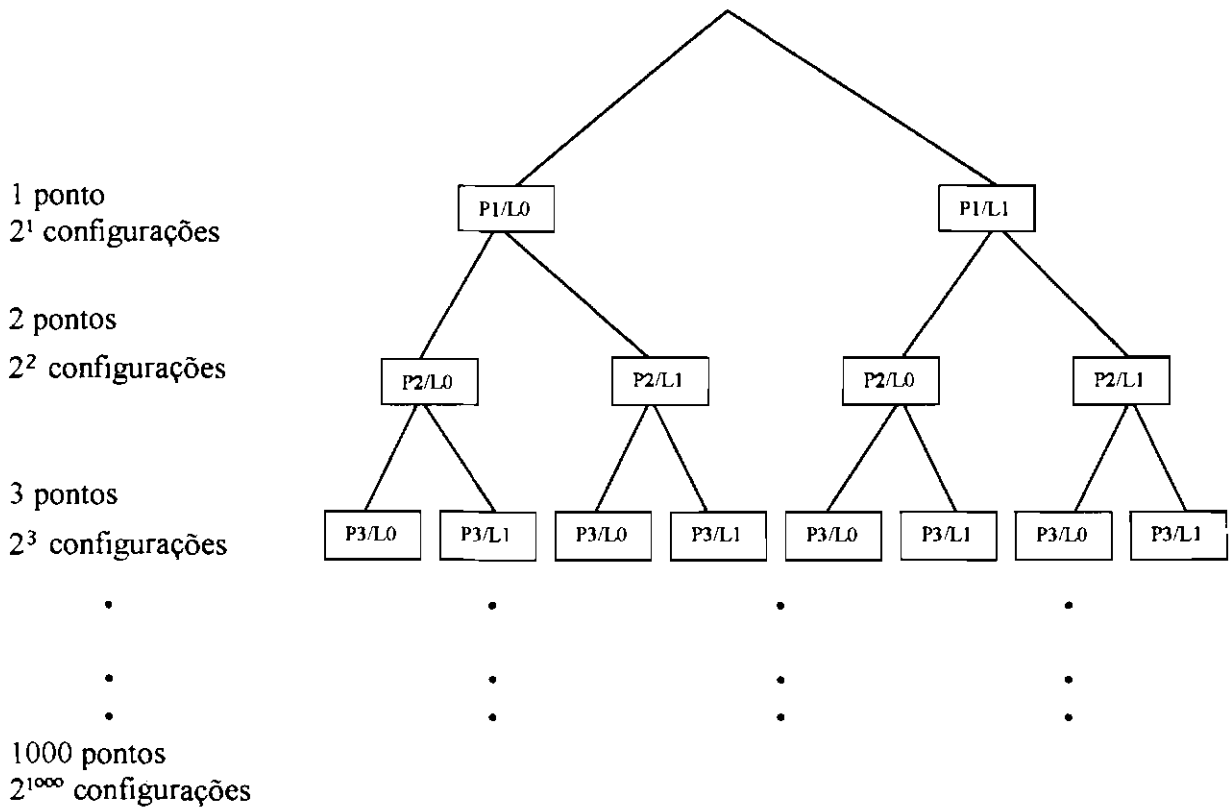 1 ponto
P1/L0 P1/L1
2¹ configurações
2 pontos
2² configurações
P2/L0 P2/L1 P2/L0 P2/L1
3 pontos
P3/L0 P3/L1 P3/L0 P3/L1 P3/L0 P3/L1 P3/L0 P3/L1
2³ configurações
1000 pontos
2¹⁰⁰⁰ configurações